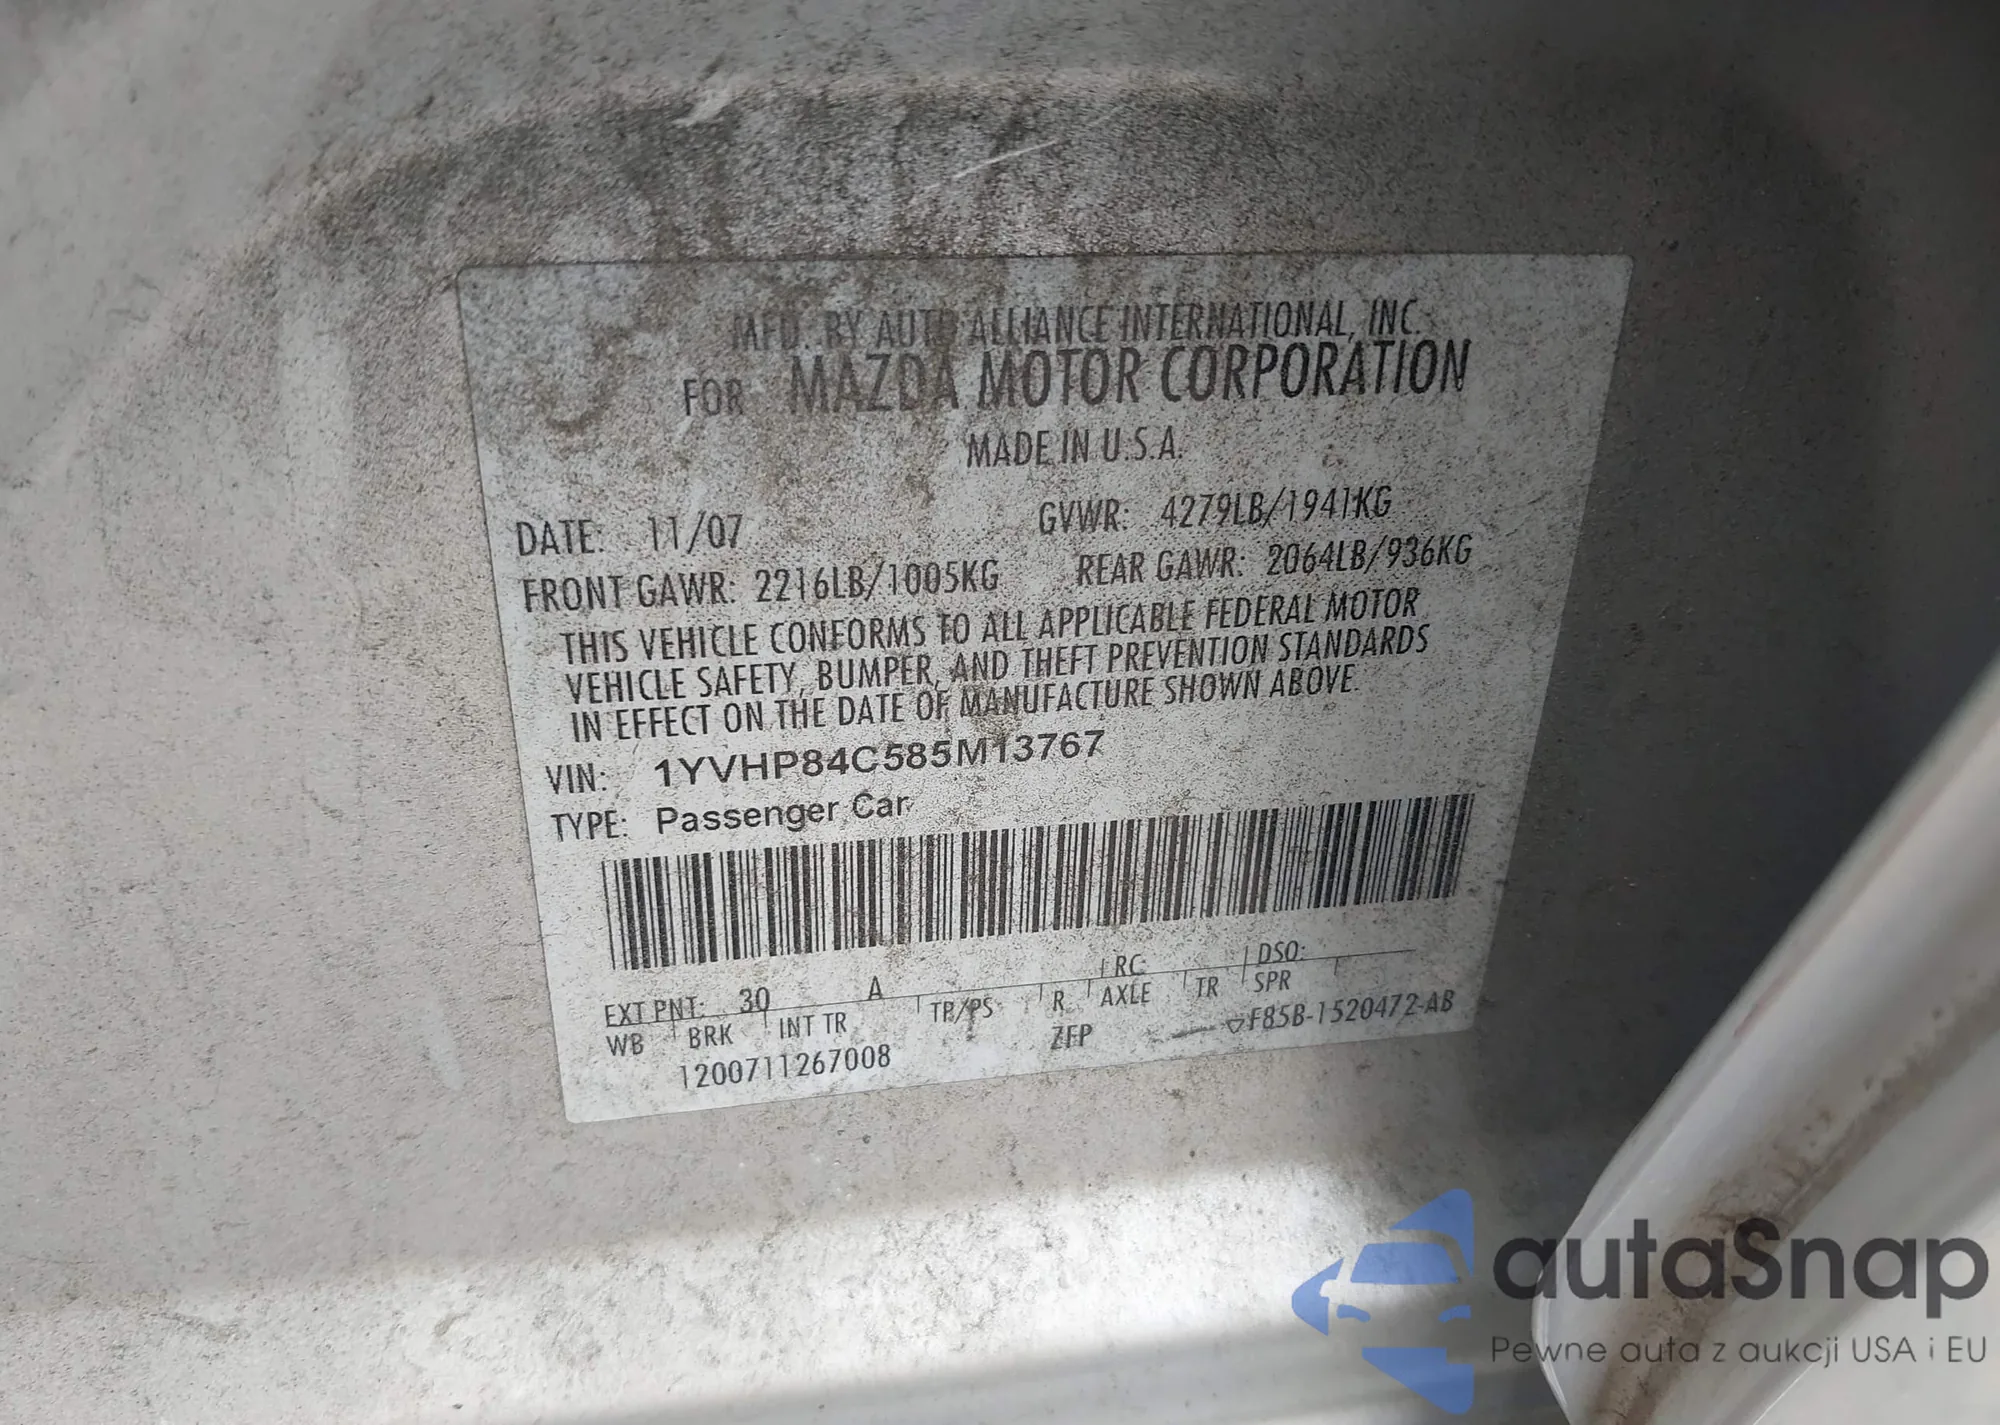 MFD. BY AUTO ALLIANCE INTERNATIONAL, INC.
FOR MAZDA MOTOR CORPORATION
MADE IN U.S.A.
DATE: 11/07 GVWR: 4279LB/1941KG
FRONT GAWR: 2216LB/1005KG REAR GAWR: 2064LB/936KG
THIS VEHICLE CONFORMS TO ALL APPLICABLE FEDERAL MOTOR
VEHICLE SAFETY, BUMPER, AND THEFT PREVENTION STANDARDS
IN EFFECT ON THE DATE OF MANUFACTURE SHOWN ABOVE.
VIN: 1YVHP84C585M13767
TYPE: Passenger Car
EXT PNT: 30 A RC: DSO:
WB BRK INT TR TP/PS R AXLE TR SPR
1200711267008 ZFP F85B-1520472-AB
autaSnap
Pewne auta z aukcji USA i EU